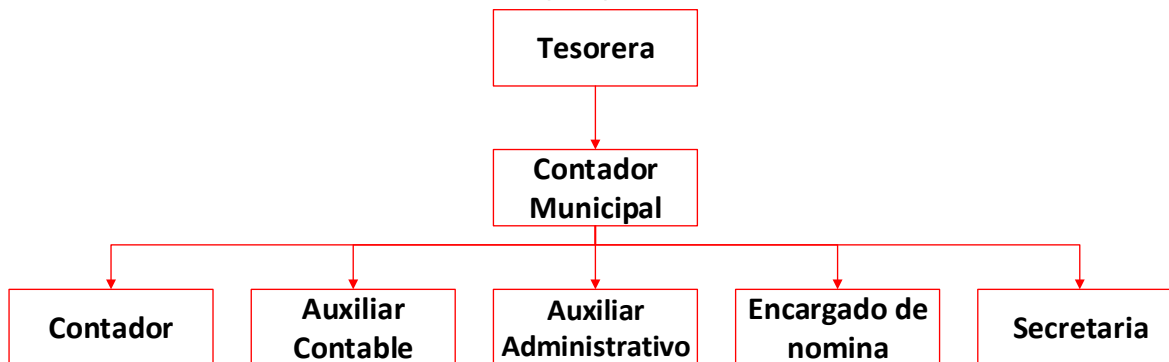 Tesorera
Contador
Municipal
Contador
Auxiliar
Contable
Auxiliar
Administrativo
Encargado de
nomina
Secretaria